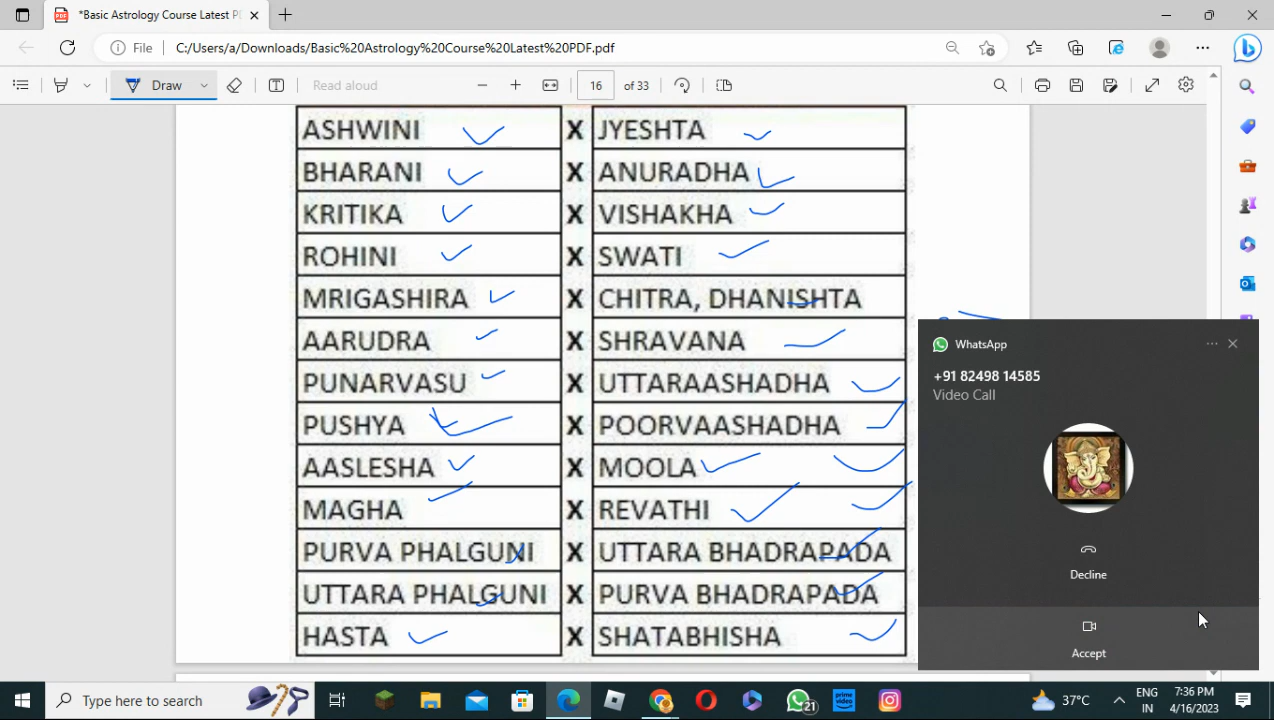 *Basic Astrology Course Latest P
File
C:/Users/a/Downloads/Basic%20Astrology%20Course%20Latest%20PDF.pdf
Draw
Read aloud
16 of 33
ASHWINI X JYESHTA
BHARANI X ANURADHA
KRITIKA X VISHAKHA
ROHINI X SWATI
MRIGASHIRA X CHITRA, DHANISHTA
AARUDRA X SHRAVANA
PUNARVASU X UTTARAASHADHA
PUSHYA X POORVAASHADHA
AASLESHA X MOOLA
MAGHA X REVATHI
PURVA PHALGUNI X UTTARA BHADRAPADA
UTTARA PHALGUNI X PURVA BHADRAPADA
HASTA X SHATABHISHA
WhatsApp
+91 82498 14585
Video Call
Decline
Accept
Type here to search
21
prime video
37°C
ENG
IN
7:36 PM
4/16/2023